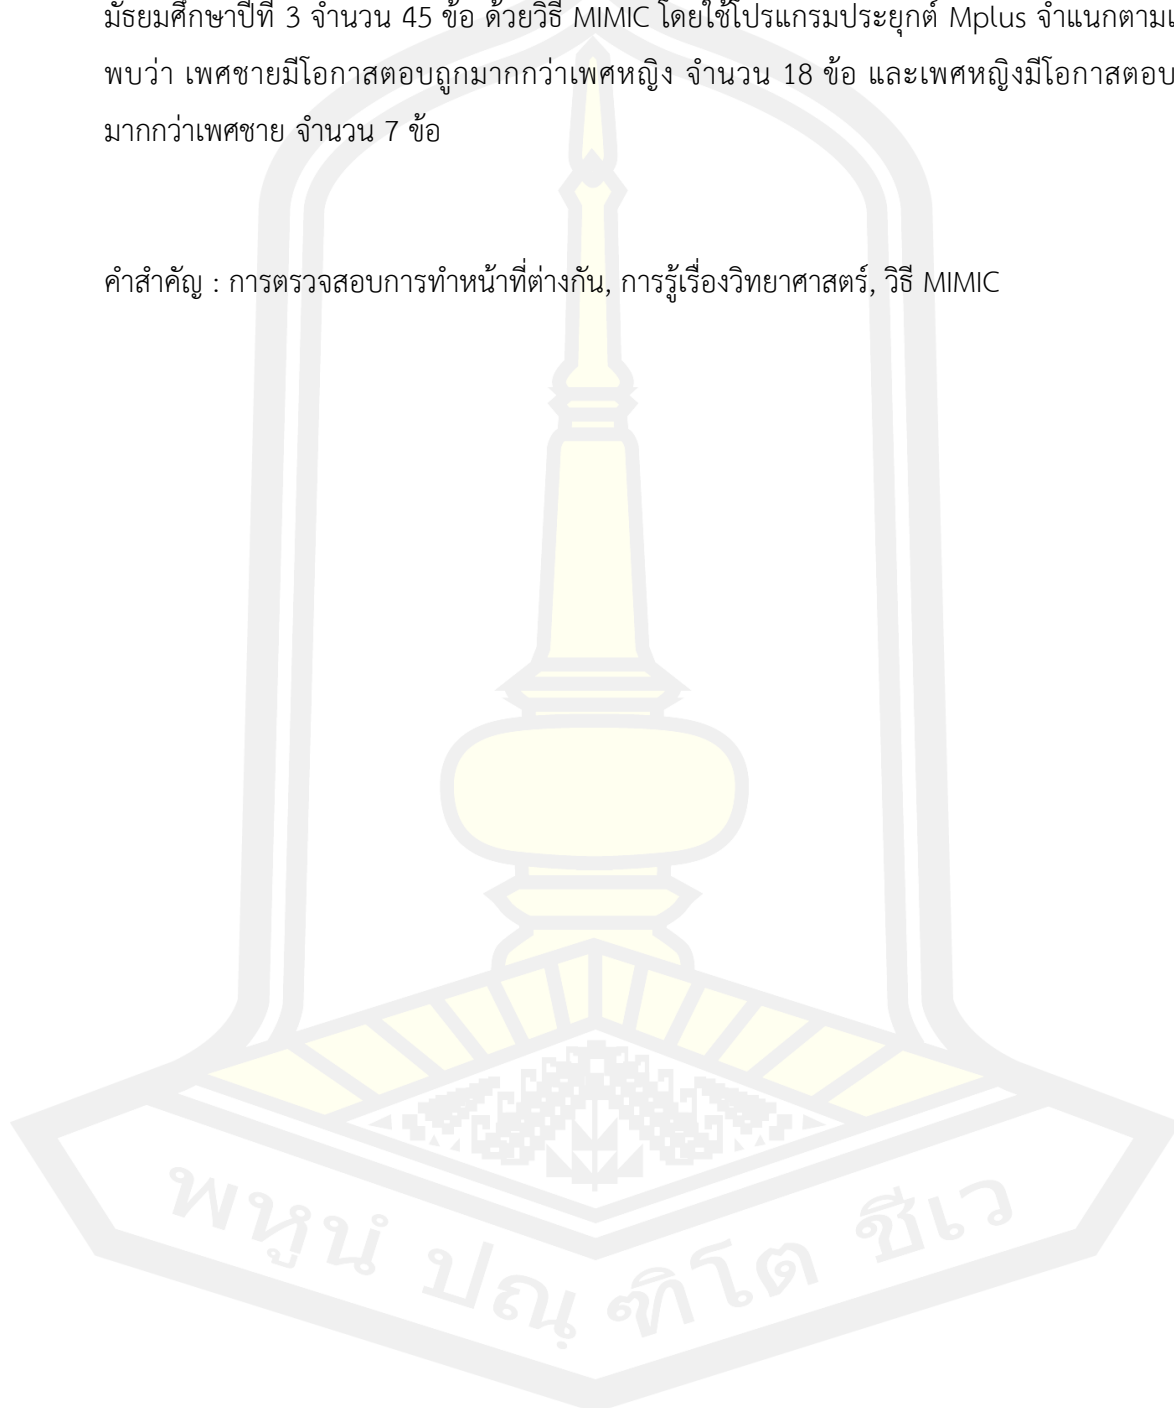 มัธยมศึกษาปีที่ 3 จำนวน 45 ข้อ ด้วยวิธี MIMIC โดยใช้โปรแกรมประยุกต์ Mplus จำแนกตาม
พบว่า เพศชายมีโอกาสตอบถูกมากกว่าเพศหญิง จำนวน 18 ข้อ และเพศหญิงมีโอกาสตอบ
มากกว่าเพศชาย จำนวน 7 ข้อ
คำสำคัญ : การตรวจสอบการทำหน้าที่ต่างกัน, การรู้เรื่องวิทยาศาสตร์, วิธี MIMIC
พหูนํ ปณฺฑิโต ชีเว